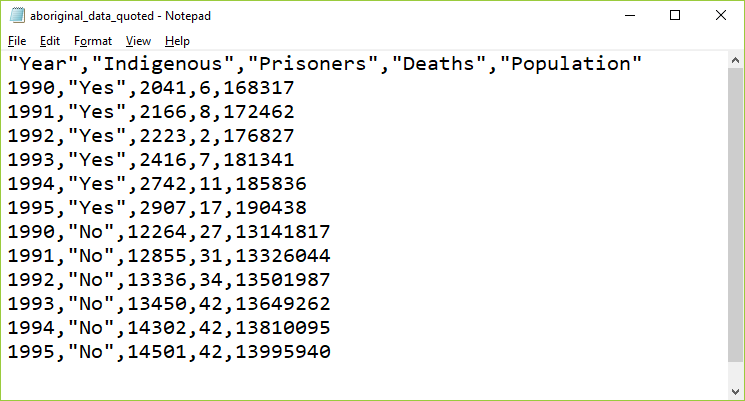 aboriginal_data_quoted - Notepad
File Edit Format View Help
"Year","Indigenous","Prisoners","Deaths","Population"
1990,"Yes",2041,6,168317
1991,"Yes",2166,8,172462
1992,"Yes",2223,2,176827
1993,"Yes",2416,7,181341
1994,"Yes",2742,11,185836
1995,"Yes",2907,17,190438
1990,"No",12264,27,13141817
1991,"No",12855,31,13326044
1992,"No",13336,34,13501987
1993,"No",13450,42,13649262
1994,"No",14302,42,13810095
1995,"No",14501,42,13995940